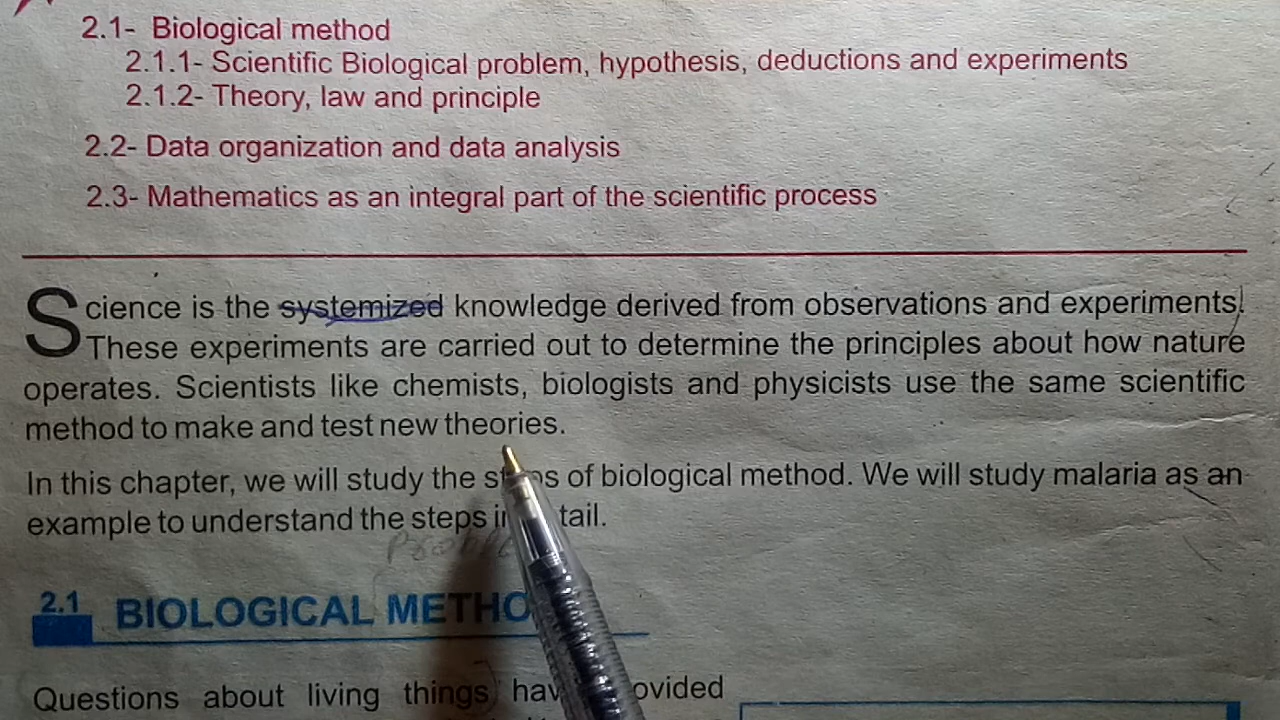 2.1- Biological method
2.1.1- Scientific Biological problem, hypothesis, deductions and experiments
2.1.2- Theory, law and principle
2.2- Data organization and data analysis
2.3- Mathematics as an integral part of the scientific process
Science is the systemized knowledge derived from observations and experiments.
These experiments are carried out to determine the principles about how nature
operates. Scientists like chemists, biologists and physicists use the same scientific
method to make and test new theories.
In this chapter, we will study the of biological method. We will study malaria as an
example to understand the steps
2.1 BIOLOGICAL
Questions about living things